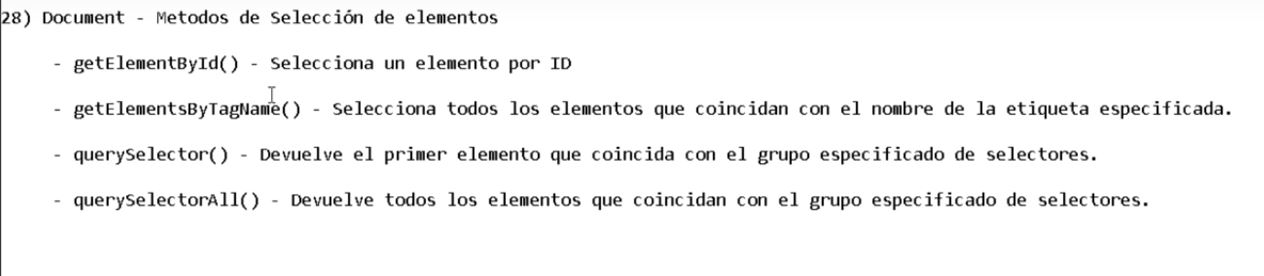 28) Document - Metodos de Selección de elementos
- getElementById() - Selecciona un elemento por ID
- getElementsByTagName() - Selecciona todos los elementos que coincidan con el nombre de la etiqueta especificada.
- querySelector() - Devuelve el primer elemento que coincida con el grupo especificado de selectores.
- querySelectorAll() - Devuelve todos los elementos que coincidan con el grupo especificado de selectores.